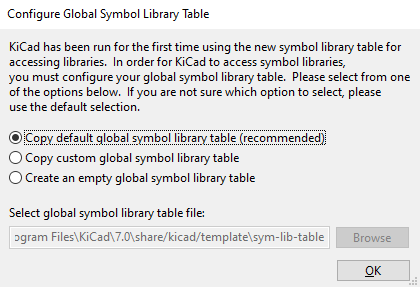 Configure Global Symbol Library Table
KiCad has been run for the first time using the new symbol library table for
accessing libraries.  In order for KiCad to access symbol libraries,
you must configure your global symbol library table.  Please select from one
of the options below.  If you are not sure which option to select, please
use the default selection.
Copy default global symbol library table (recommended)
Copy custom global symbol library table
Create an empty global symbol library table
Select global symbol library table file:
ogram Files\KiCad\7.0\share/kicad/template\sym-lib-table
Browse
OK